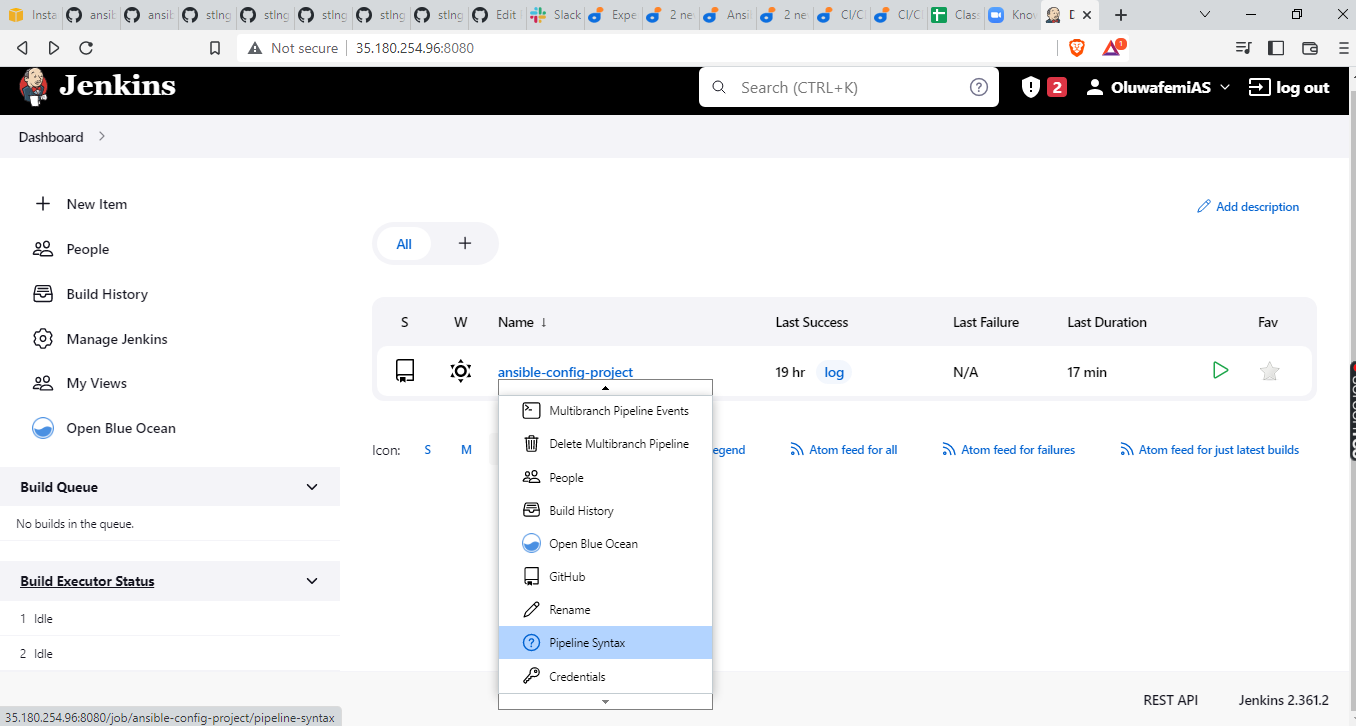 Insta ansib ansib stlng stlng stlng stlng Edit Slack Expe 2 ne Ansi 2 ne CI/C CI/C Class Knov D
Not secure 35.180.254.96:8080 1
Jenkins Search (CTRL+K) ? 2 OluwafemiAS log out
Dashboard
New Item
People
Build History
Manage Jenkins
My Views
Open Blue Ocean
Build Queue
No builds in the queue.
Build Executor Status
1 Idle
2 Idle
Add description
All +
S W Name ↓ Last Success Last Failure Last Duration Fav
ansible-config-project 19 hr log N/A 17 min
Icon: S M egend Atom feed for all Atom feed for failures Atom feed for just latest builds
Multibranch Pipeline Events
Delete Multibranch Pipeline
People
Build History
Open Blue Ocean
GitHub
Rename
Pipeline Syntax
Credentials
REST API Jenkins 2.361.2
35.180.254.96:8080/job/ansible-config-project/pipeline-syntax